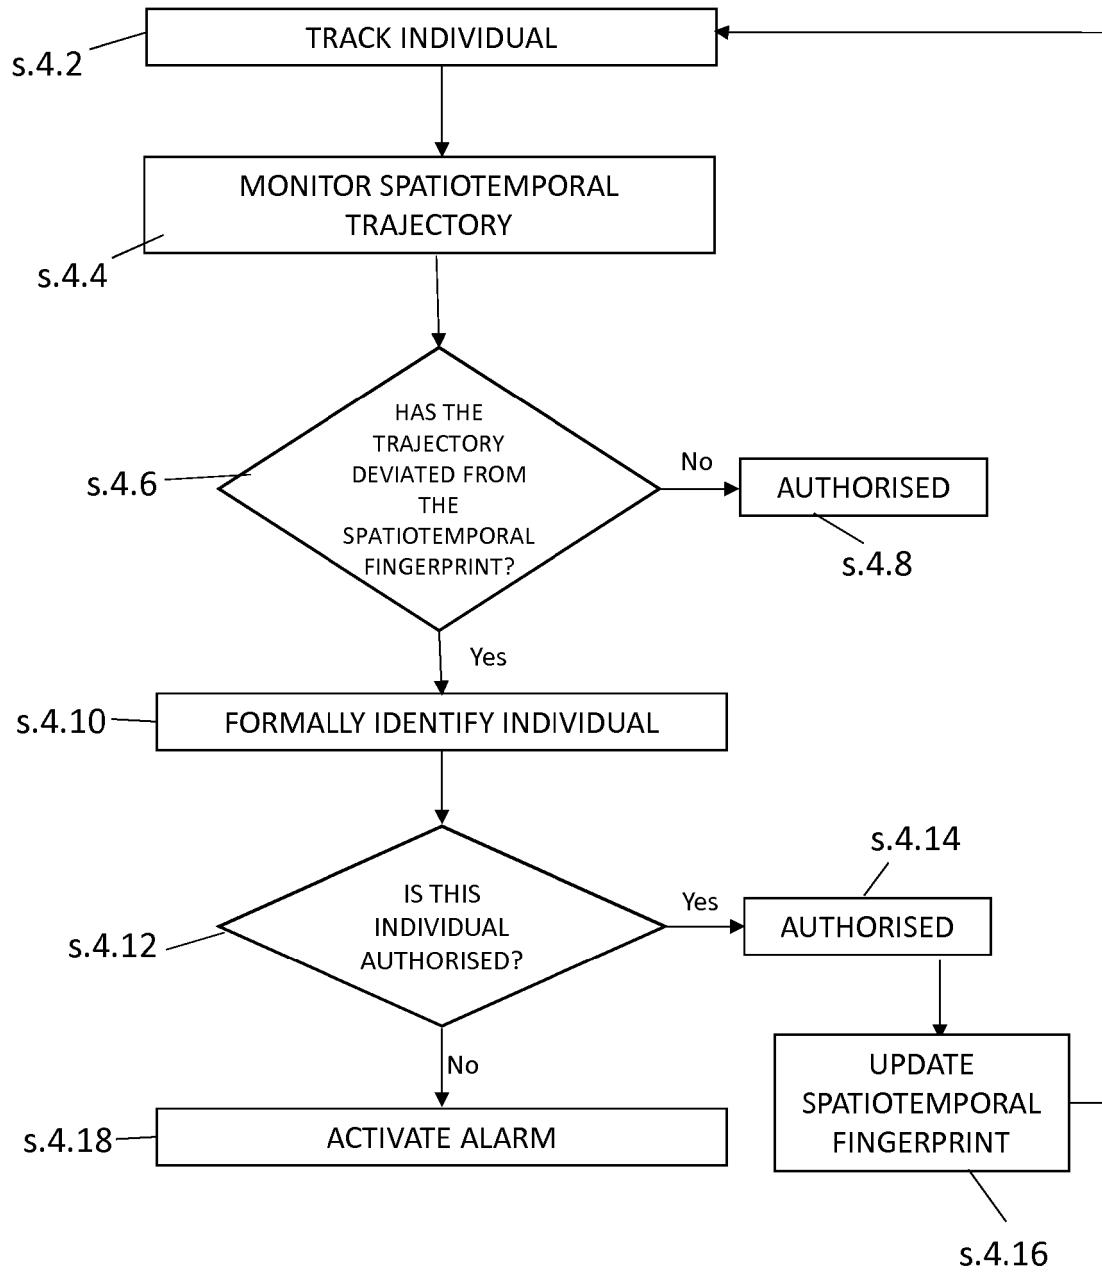 TRACK INDIVIDUAL
s.4.2
MONITOR SPATIOTEMPORAL
TRAJECTORY
s.4.4
HAS THE
TRAJECTORY
DEVIATED FROM
THE
SPATIOTEMPORAL
FINGERPRINT?
s.4.6
No
AUTHORISED
s.4.8
Yes
s.4.10
FORMALLY IDENTIFY INDIVIDUAL
s.4.12
IS THIS
INDIVIDUAL
AUTHORISED?
Yes
s.4.14
AUTHORISED
No
UPDATE
SPATIOTEMPORAL
FINGERPRINT
s.4.18
ACTIVATE ALARM
s.4.16